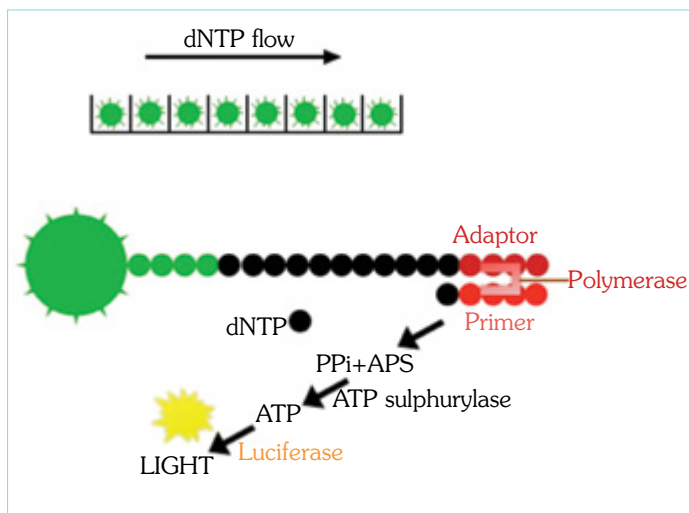 dNTP flow
Adaptor
Polymerase
Primer
dNTP
PPi+APS
ATP sulphurylase
ATP
Luciferase
LIGHT